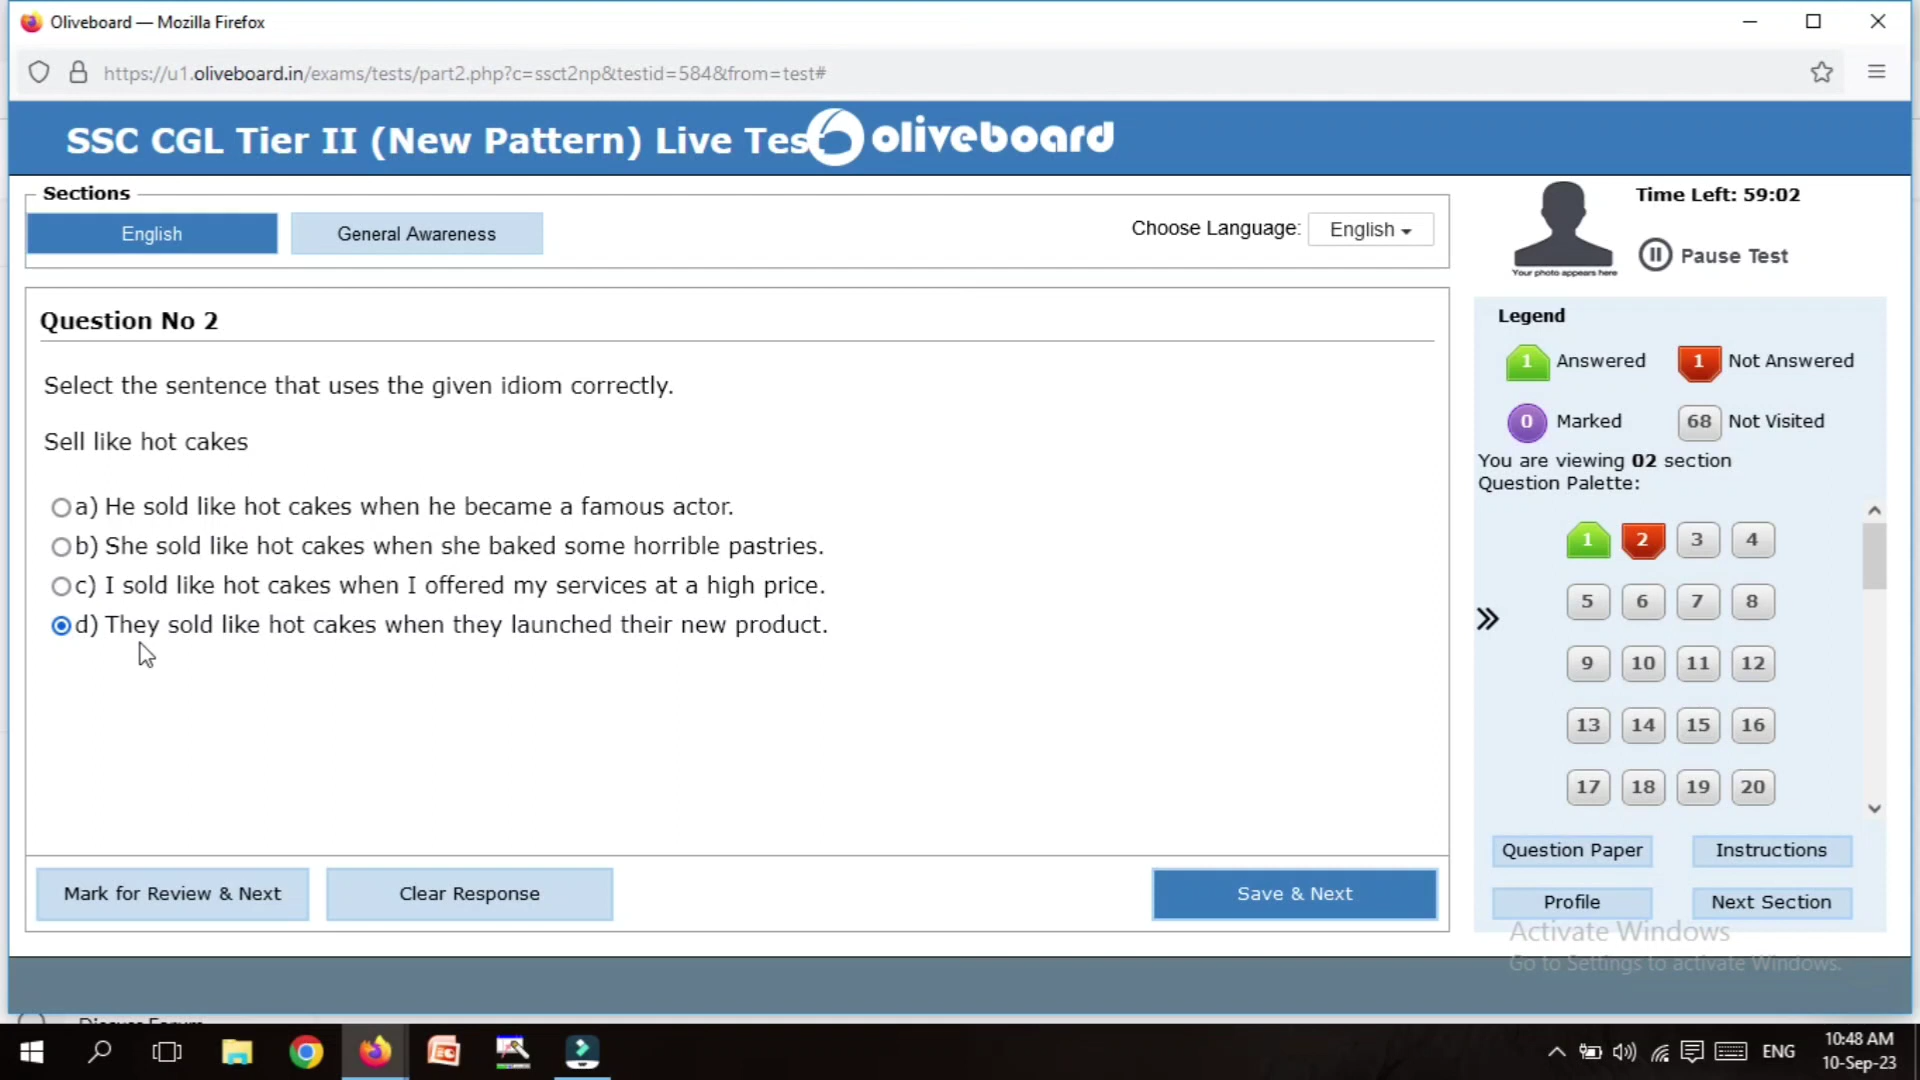 Oliveboard — Mozilla Firefox
https://u1.oliveboard.in/exams/tests/part2.php?c=ssct2np&testid=584&from=test#
SSC CGL Tier II (New Pattern) Live Tes
oliveboard
Sections
English
General Awareness
Choose Language:
English
Time Left: 59:02
Your photo appears here
Pause Test
Question No 2
Select the sentence that uses the given idiom correctly.
Sell like hot cakes
a) He sold like hot cakes when he became a famous actor.
b) She sold like hot cakes when she baked some horrible pastries.
c) I sold like hot cakes when I offered my services at a high price.
d) They sold like hot cakes when they launched their new product.
Mark for Review & Next
Clear Response
Save & Next
Legend
1 Answered
1 Not Answered
0 Marked
68 Not Visited
You are viewing 02 section
Question Palette:
1 2 3 4
5 6 7 8
9 10 11 12
13 14 15 16
17 18 19 20
Question Paper
Instructions
Profile
Next Section
Activate Windows
Go to Settings to activate Windows.
ENG
10:48 AM
10-Sep-23